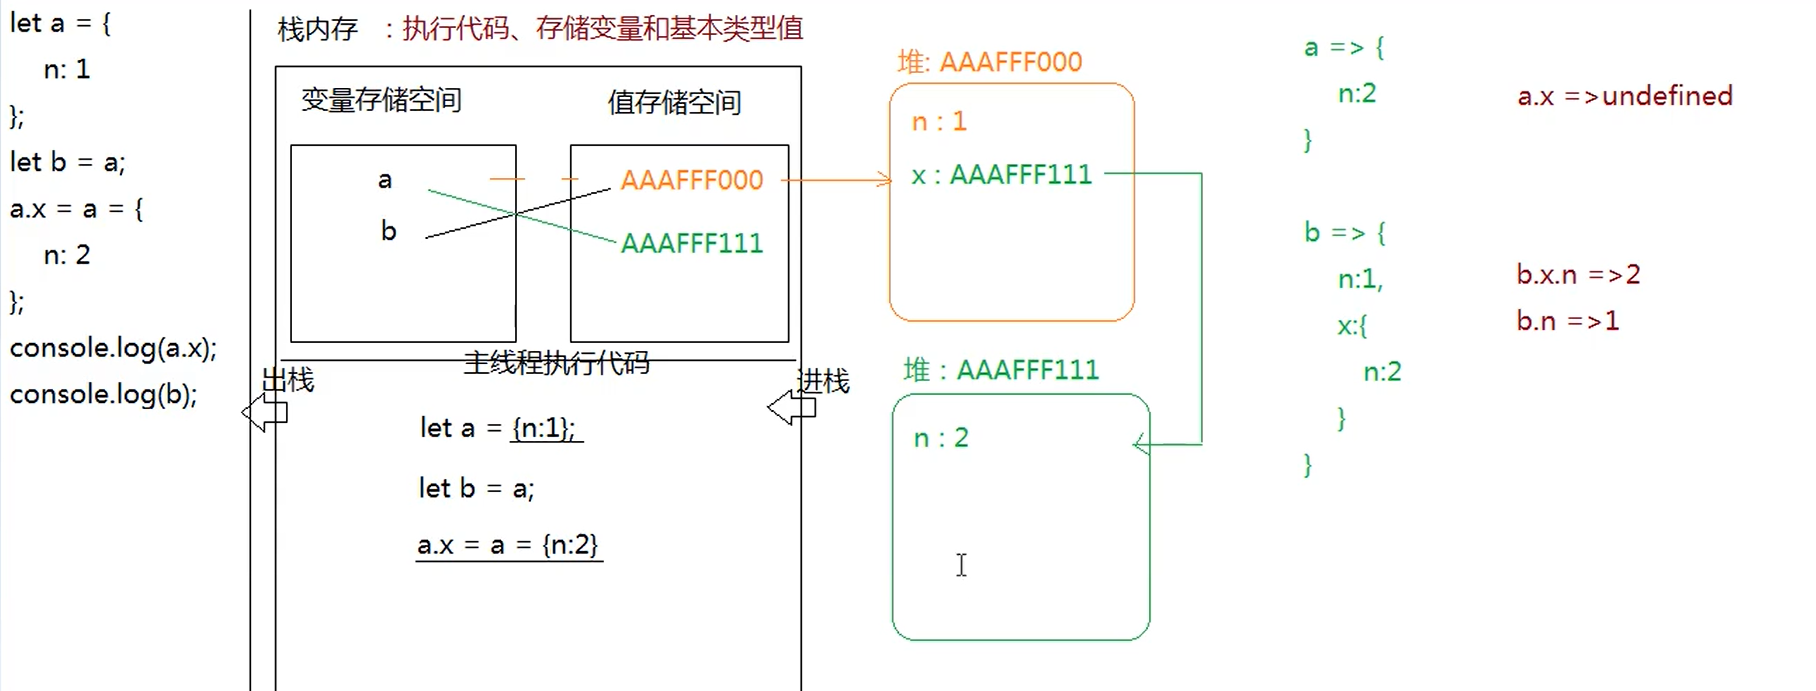 let a = {
n: 1
};
let b = a;
a.x = a = {
n: 2
};
console.log(a.x);
console.log(b);
栈内存 ：执行代码、存储变量和基本类型值
变量存储空间
值存储空间
a
b
AAAFFF000
AAAFFF111
主线程执行代码
出栈
进栈
let a = {n:1};
let b = a;
a.x = a = {n:2}
堆: AAAFFF000
n : 1
x : AAAFFF111
堆 : AAAFFF111
n : 2
a => {
n:2
}
b => {
n:1,
x:{
n:2
}
}
a.x =>undefined
b.x.n =>2
b.n =>1